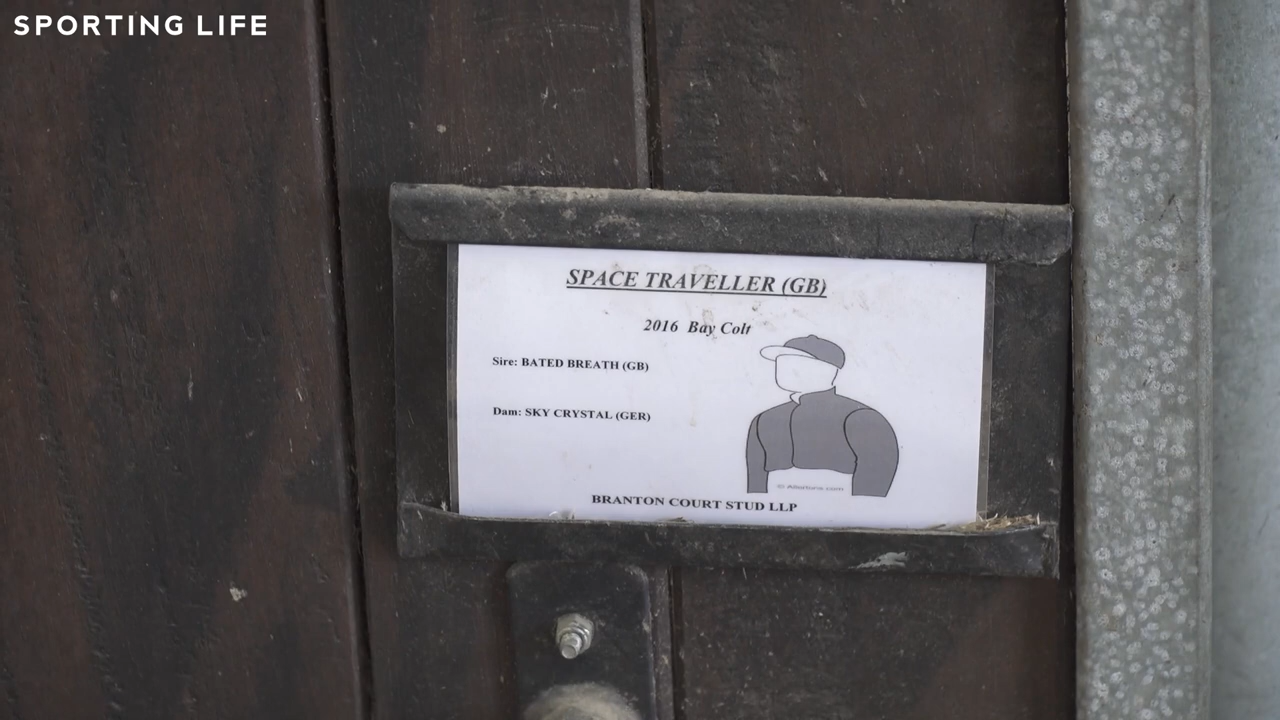 SPORTING LIFE
SPACE TRAVELLER (GB)
2016 Bay Colt
Sire: BATED BREATH (GB)
Dam: SKY CRYSTAL (GER)
BRANTON COURT STUD LLP